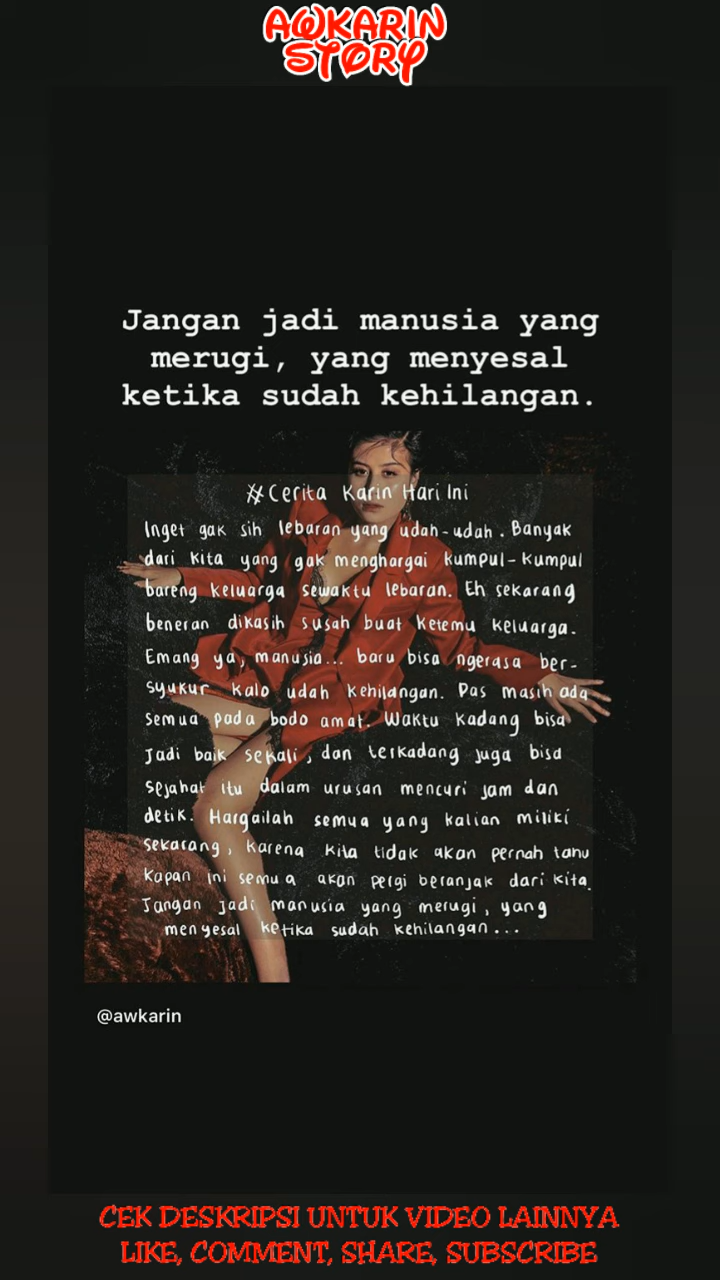 AWKARIN
STORY
Jangan jadi manusia yang
merugi, yang menyesal
ketika sudah kehilangan.
#Cerita Karin Hari Ini
Inget gak sih lebaran yang udah-udah. Banyak
dari kita yang gak menghargai kumpul-kumpul
bareng keluarga sewaktu lebaran. Eh sekarang
beneran dikasih susah buat ketemu keluarga.
Emang ya, manusia... baru bisa ngerasa ber-
syukur kalo udah kehilangan. Pas masih ada,
semua pada bodo amat. Waktu kadang bisa
jadi baik sekali, dan terkadang juga bisa
sejahat itu dalam urusan mencuri jam dan
detik. Hargailah semua yang kalian miliki
sekarang, karena kita tidak akan pernah tahu
kapan ini semua akan pergi beranjak dari kita.
Jangan jadi manusia yang merugi, yang
menyesal ketika sudah kehilangan...
@awkarin
CEK DESKRIPSI UNTUK VIDEO LAINNYA
LIKE, COMMENT, SHARE, SUBSCRIBE